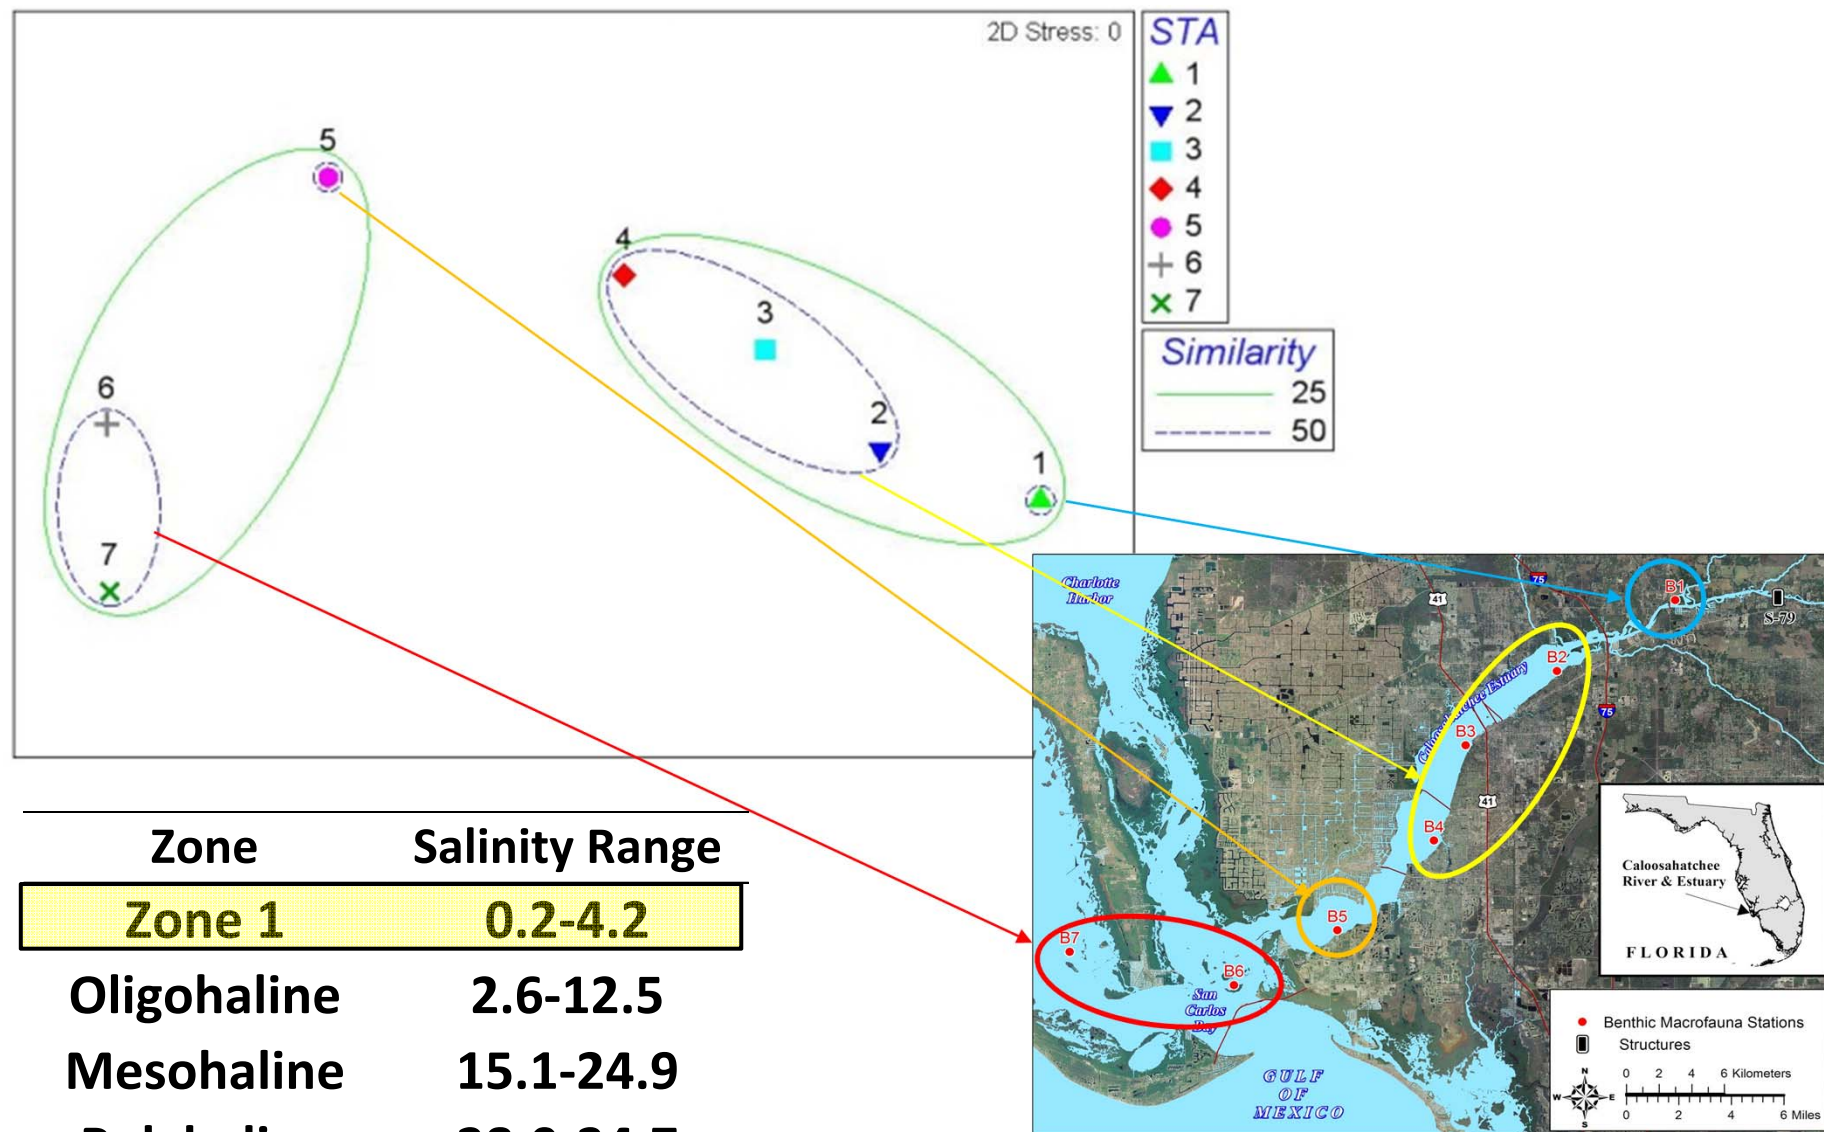 2D Stress: 0
STA
1
2
3
4
5
6
7
Similarity
25
50
5
4
3
2
1
6
7
Zone Salinity Range
Zone 1 0.2-4.2
Oligohaline 2.6-12.5
Mesohaline 15.1-24.9
Charlotte
Harbor
75
41
B1
S-79
B2
Caloosahatchee Estuary
75
B3
41
B4
B5
B7
B6
San
Carlos
Bay
GULF
OF
MEXICO
Caloosahatchee
River & Estuary
FLORIDA
Benthic Macrofauna Stations
Structures
N
W E
S
0 2 4 6 Kilometers
0 2 4 6 Miles